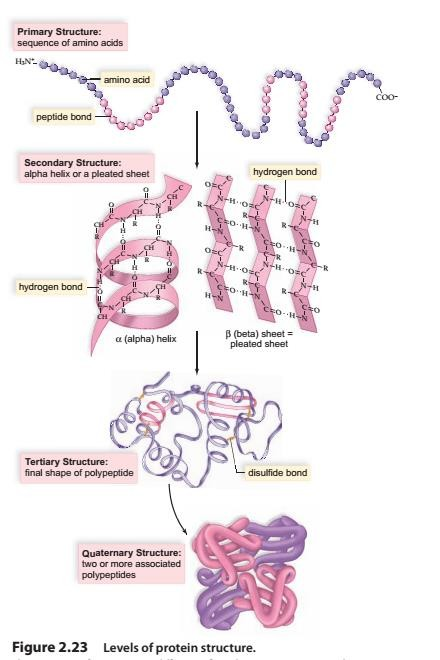 Primary Structure:
sequence of amino acids
H₃N⁺
amino acid
COO⁻
peptide bond
Secondary Structure:
alpha helix or a pleated sheet
hydrogen bond
hydrogen bond
α (alpha) helix
β (beta) sheet =
pleated sheet
Tertiary Structure:
final shape of polypeptide
disulfide bond
Quaternary Structure:
two or more associated
polypeptides
Figure 2.23 Levels of protein structure.